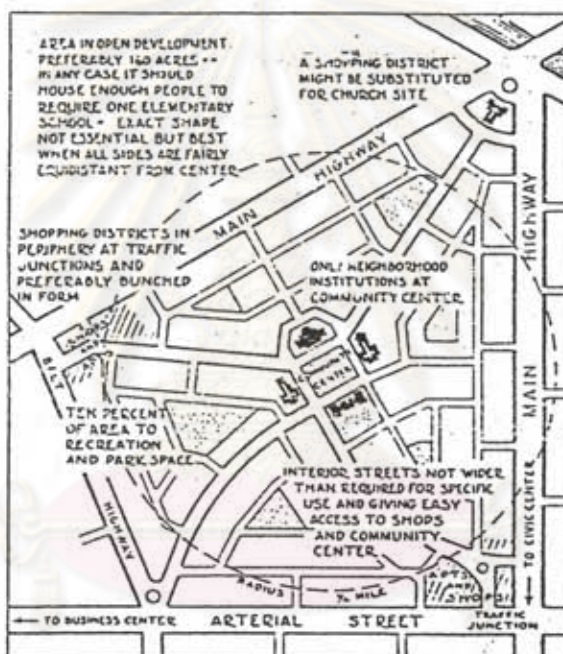 AREA IN OPEN DEVELOPMENT
PREFERABLY 160 ACRES --
IN ANY CASE IT SHOULD
HOUSE ENOUGH PEOPLE TO
REQUIRE ONE ELEMENTARY
SCHOOL - EXACT SHAPE
NOT ESSENTIAL BUT BEST
WHEN ALL SIDES ARE FAIRLY
EQUIDISTANT FROM CENTER
A SHOPPING DISTRICT
MIGHT BE SUBSTITUTED
FOR CHURCH SITE
MAIN HIGHWAY
HIGHWAY
MAIN
SHOPPING DISTRICTS IN
PERIPHERY AT TRAFFIC
JUNCTIONS AND
PREFERABLY BUNCHED
IN FORM
ONLY NEIGHBORHOOD
INSTITUTIONS AT
COMMUNITY CENTER
SHOPS
COMMUNITY
CENTER
BELT
HIGHWAY
TEN PERCENT
OF AREA TO
RECREATION
AND PARK SPACE
INTERIOR STREETS NOT WIDER
THAN REQUIRED FOR SPECIFIC
USE AND GIVING EASY
ACCESS TO SHOPS
AND COMMUNITY
CENTER
TO CIVIC CENTER
RADIUS MILE
APTS
AND
SHOPS
TRAFFIC
JUNCTION
TO BUSINESS CENTER
ARTERIAL STREET